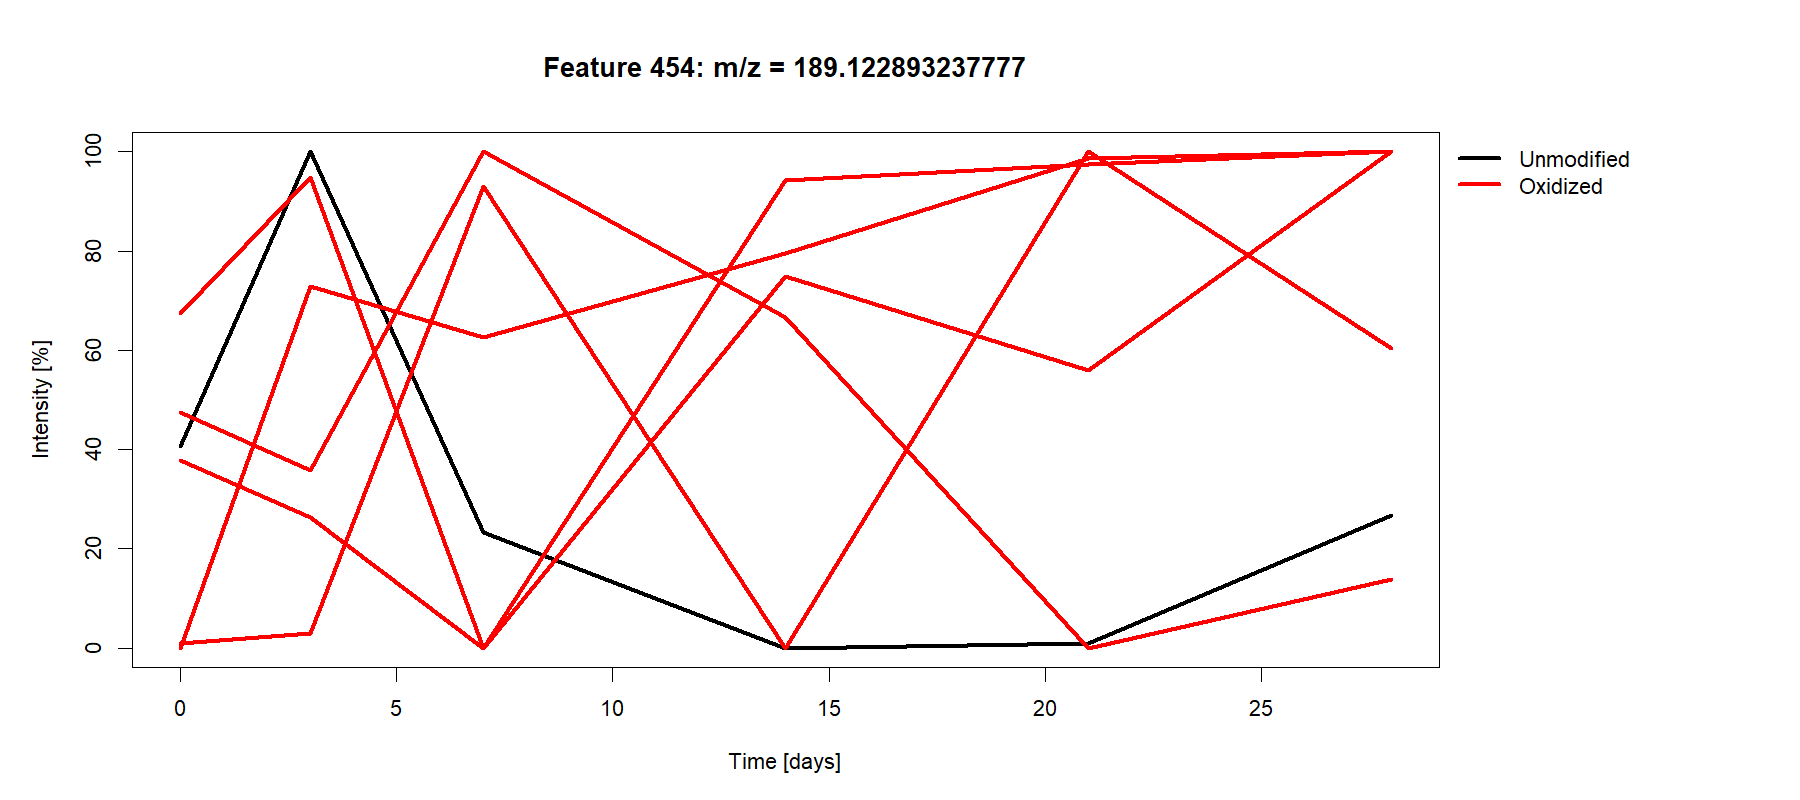 Feature 454: m/z = 189.122893237777
Unmodified
Oxidized
Intensity [%]
100
80
60
40
20
0
0 5 10 15 20 25
Time [days]